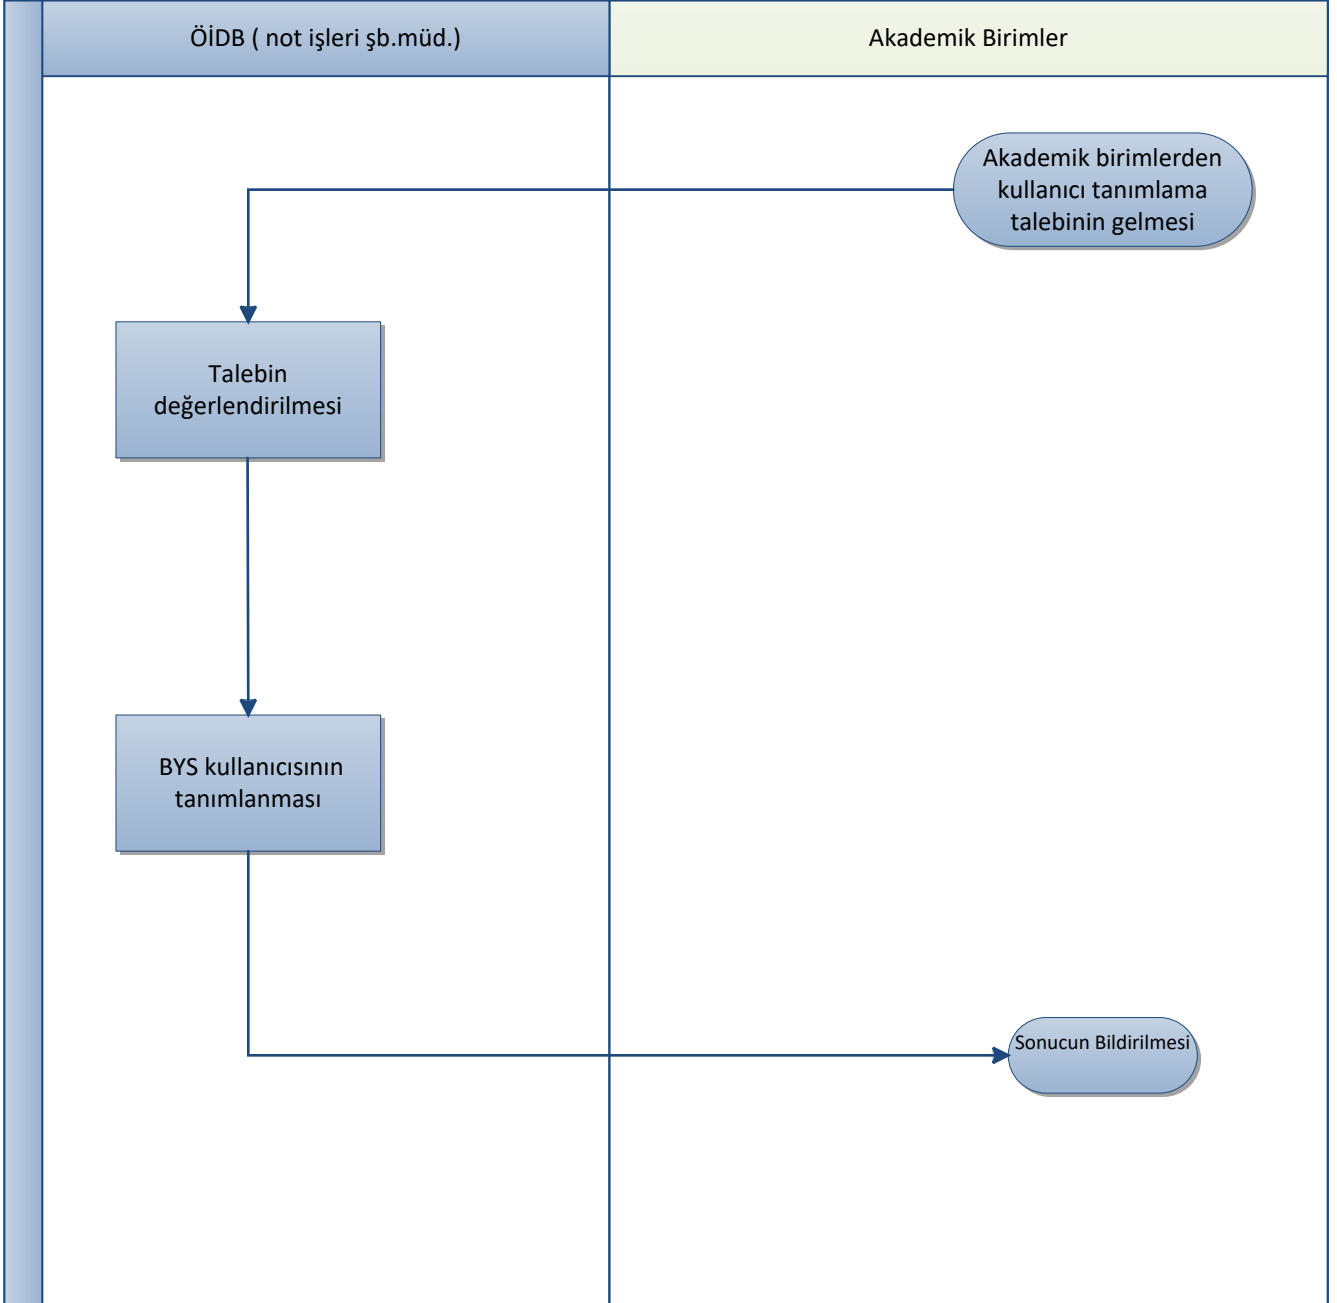 ÖİDB ( not işleri şb.müd.)
Akademik Birimler
Akademik birimlerden
kullanıcı tanımlama
talebinin gelmesi
Talebin
değerlendirilmesi
BYS kullanıcısının
tanımlanması
Sonucun Bildirilmesi